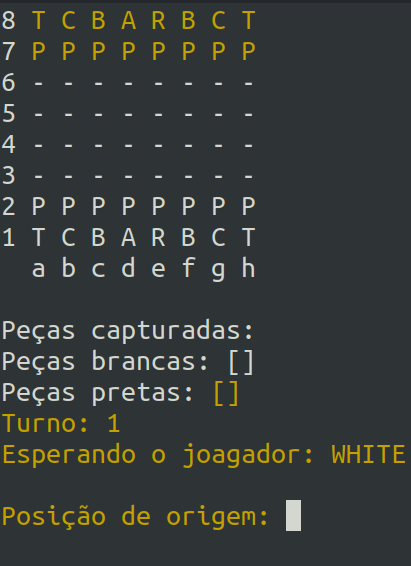 8 T C B A R B C T
7 P P P P P P P P
6 - - - - - - - -
5 - - - - - - - -
4 - - - - - - - -
3 - - - - - - - -
2 P P P P P P P P
1 T C B A R B C T
a b c d e f g h
Peças capturadas:
Peças brancas: []
Peças pretas: []
Turno: 1
Esperando o joagador: WHITE
Posição de origem: